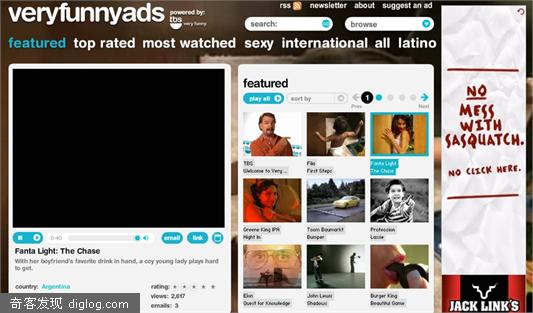 veryfunnyads
powered by:
tbs
very funny
rss newsletter about suggest an ad
search: GO browse
featured top rated most watched sexy international all latino
featured
play all sort by 1
Prev Next
TBS
Welcome to Very ...
Fila
First Steps
Fanta Light
The Chase
Greene King IPA
Night In
Toom Baumarkt
Bumper
Profession
Lassie
Elon
Quest for Knowledge
John Lewis
Shadows
Burger King
Beautiful Game
0:40 email link
Fanta Light: The Chase
With her boyfriend's favorite drink in hand, a coy young lady plays hard
to get.
country: Argentina
rating:
views: 2,617
emails: 3
奇客发现 diglog.com
NO
MESS
WITH
SASQUATCH.
NO CLICK HERE.
JACK LINK'S